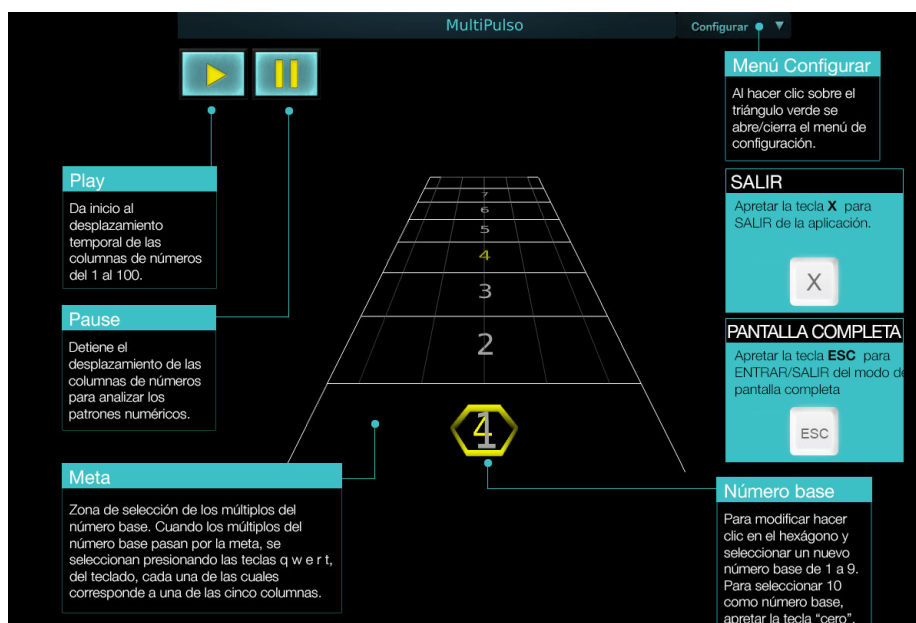 MultiPulso
Configurar
Menú Configurar
Al hacer clic sobre el
triángulo verde se
abre/cierra el menú de
configuración.
Play
Da inicio al
desplazamiento
temporal de las
columnas de números
del 1 al 100.
Pause
Detiene el
desplazamiento de las
columnas de números
para analizar los
patrones numéricos.
SALIR
Apretar la tecla X para
SALIR de la aplicación.
X
PANTALLA COMPLETA
Apretar la tecla ESC para
ENTRAR/SALIR del modo de
pantalla completa
ESC
7
6
5
4
3
2
4
1
Meta
Zona de selección de los múltiplos del
número base. Cuando los múltiplos del
número base pasan por la meta, se
seleccionan presionando las teclas q w e r t,
del teclado, cada una de las cuales
corresponde a una de las cinco columnas.
Número base
Para modificar hacer
clic en el hexágono y
seleccionar un nuevo
número base de 1 a 9.
Para seleccionar 10
como número base,
apretar la tecla “cero”.